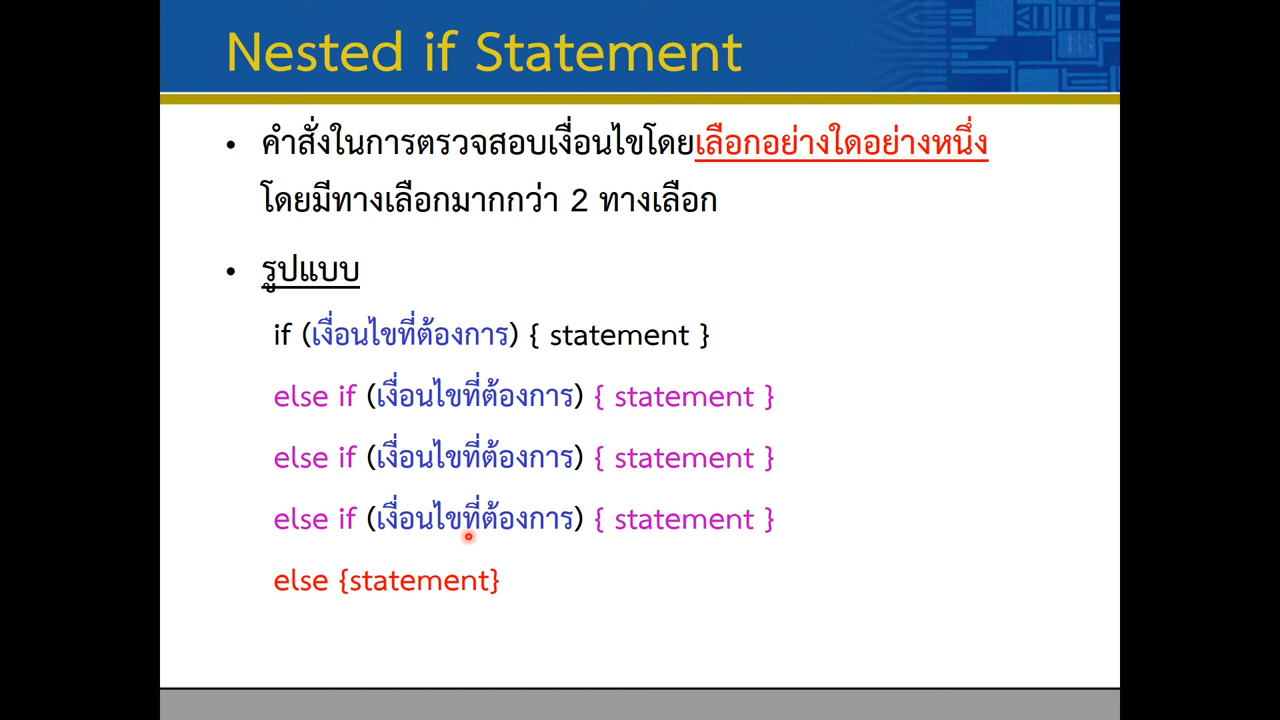 Nested if Statement
• คำสั่งในการตรวจสอบเงื่อนไขโดยเลือกอย่างใดอย่างหนึ่ง
โดยมีทางเลือกมากกว่า 2 ทางเลือก
• รูปแบบ
if (เงื่อนไขที่ต้องการ) { statement }
else if (เงื่อนไขที่ต้องการ) { statement }
else if (เงื่อนไขที่ต้องการ) { statement }
else if (เงื่อนไขที่ต้องการ) { statement }
else {statement}